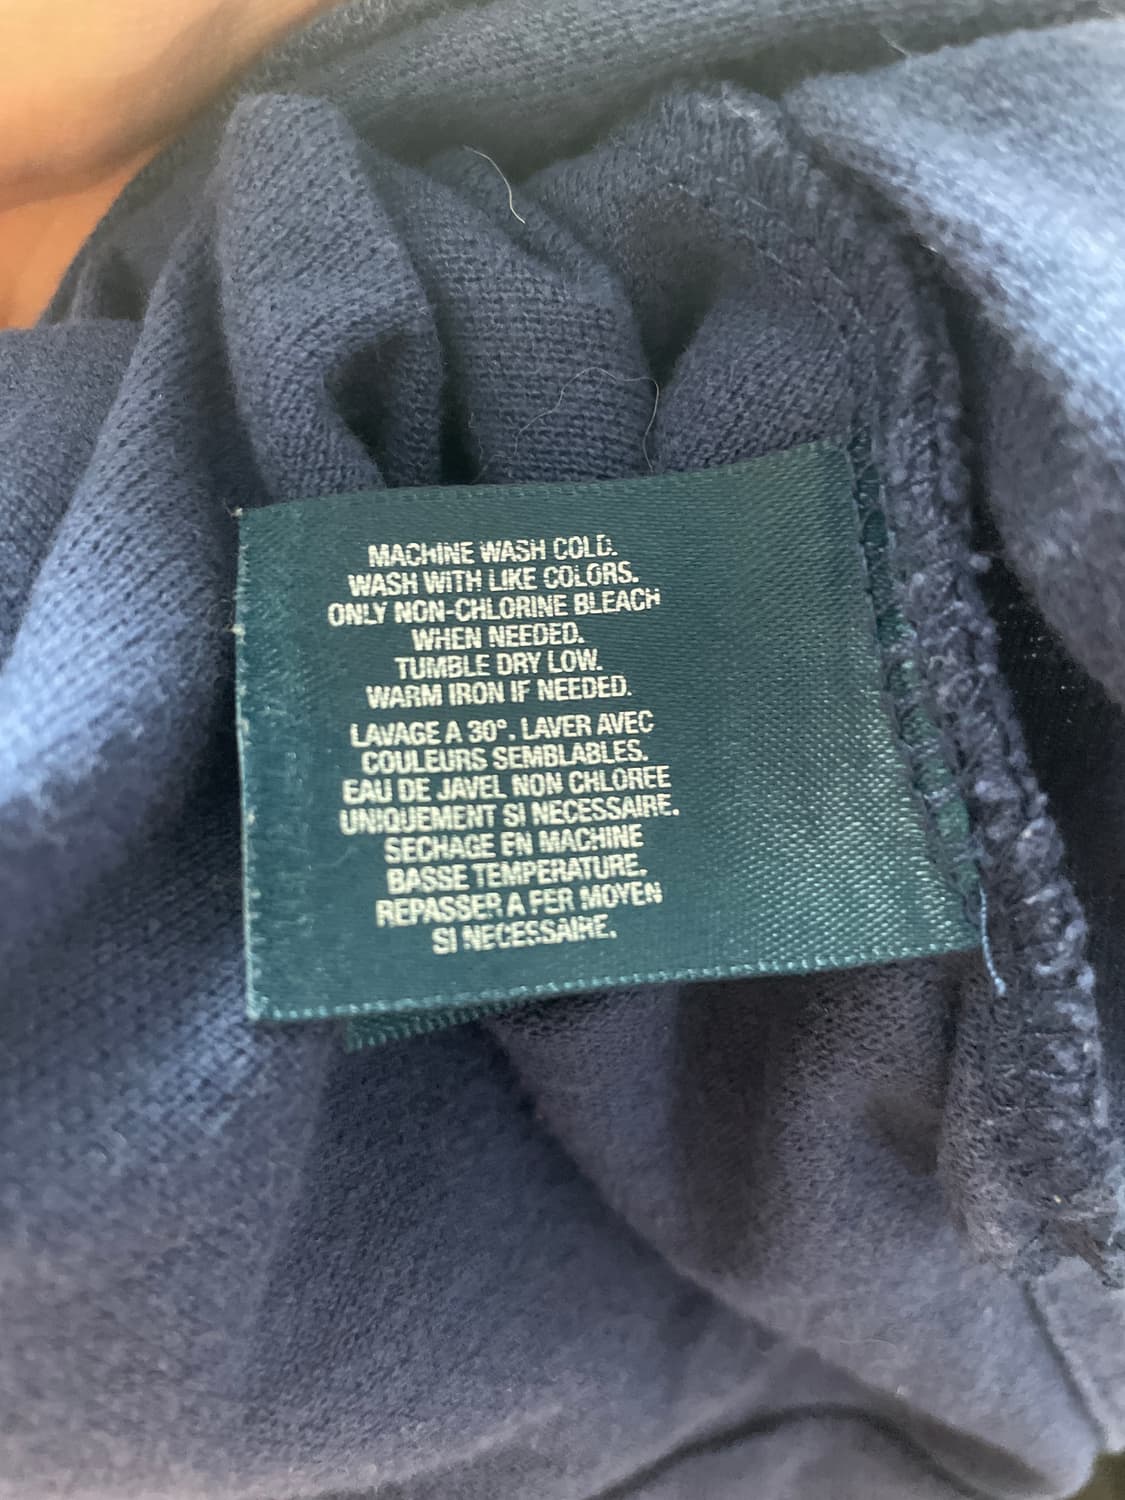 MACHINE WASH COLD.
WASH WITH LIKE COLORS.
ONLY NON-CHLORINE BLEACH
WHEN NEEDED.
TUMBLE DRY LOW.
WARM IRON IF NEEDED.
LAVAGE A 30°. LAVER AVEC
COULEURS SEMBLABLES.
EAU DE JAVEL NON CHLOREE
UNIQUEMENT SI NECESSAIRE.
SECHAGE EN MACHINE
BASSE TEMPERATURE.
REPASSER A FER MOYEN
SI NECESSAIRE.